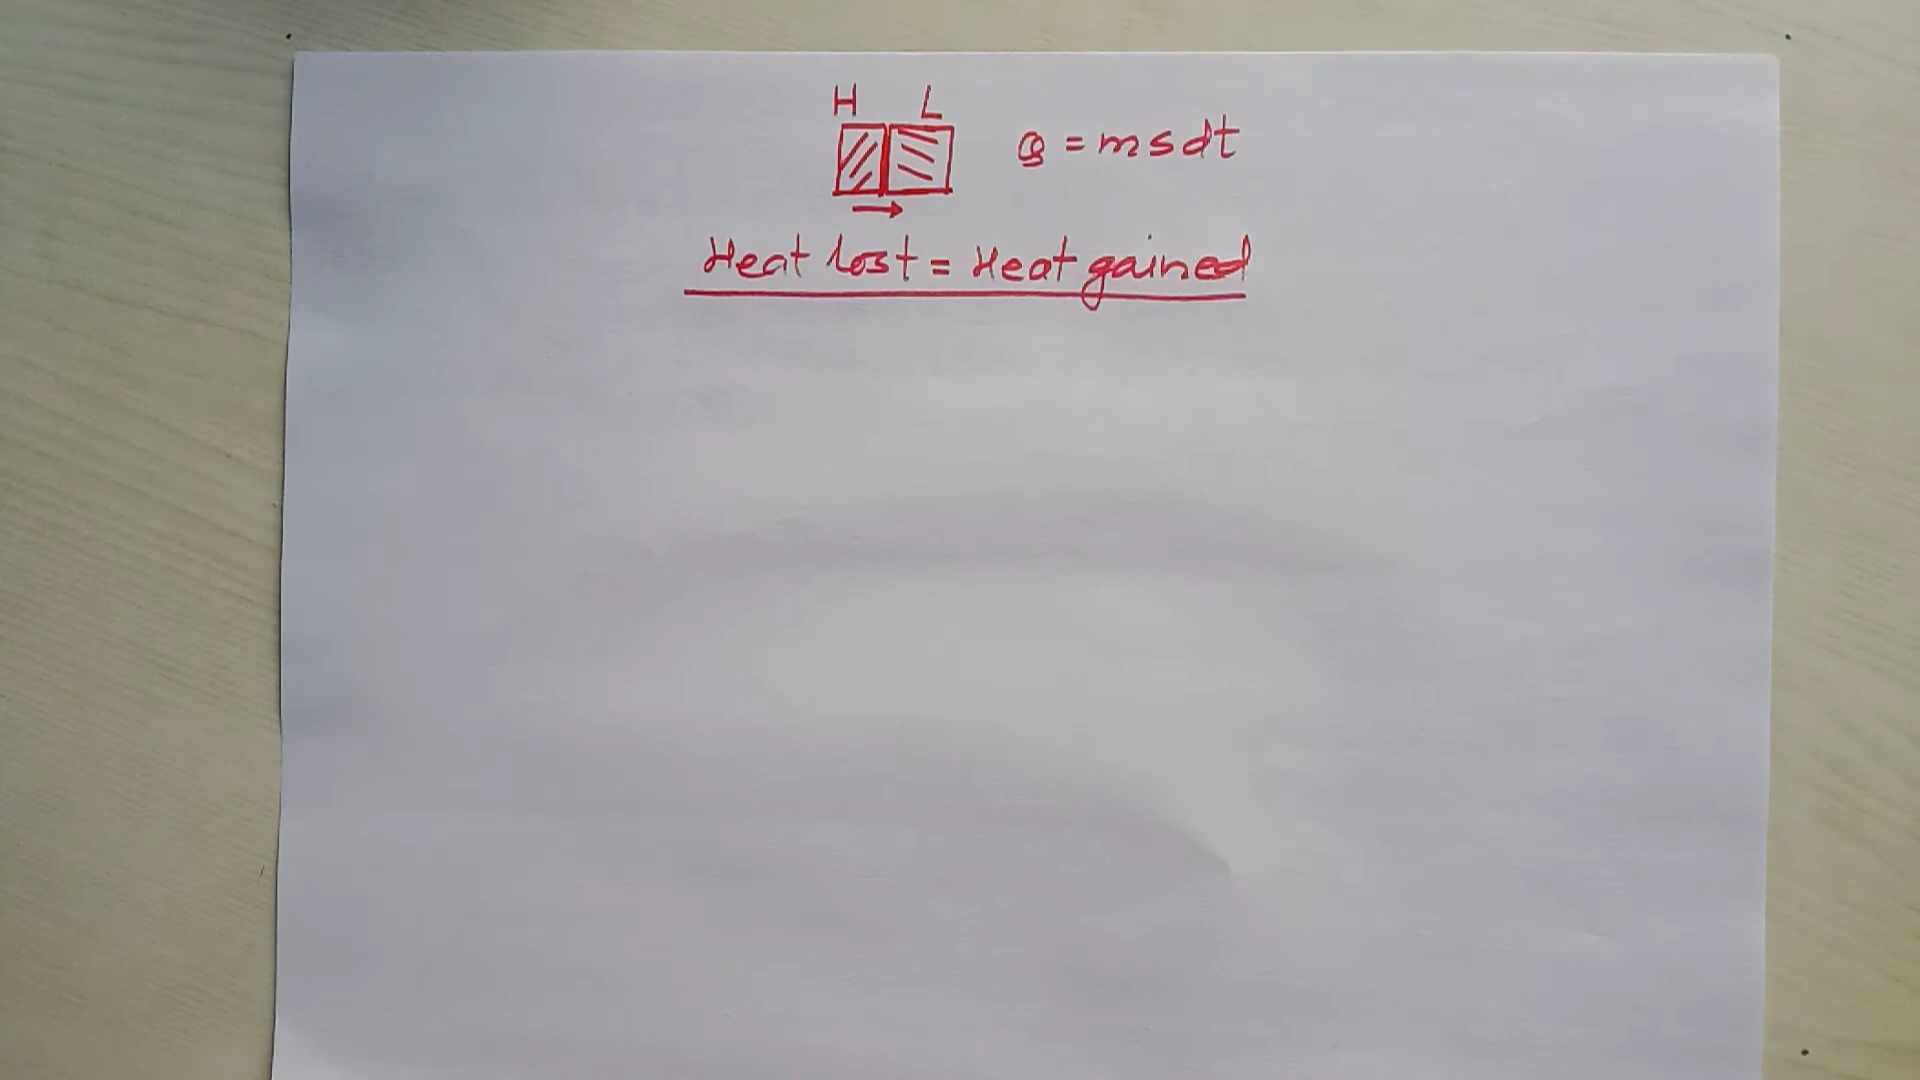 H L
Q = msdt
Heat lost = Heat gained